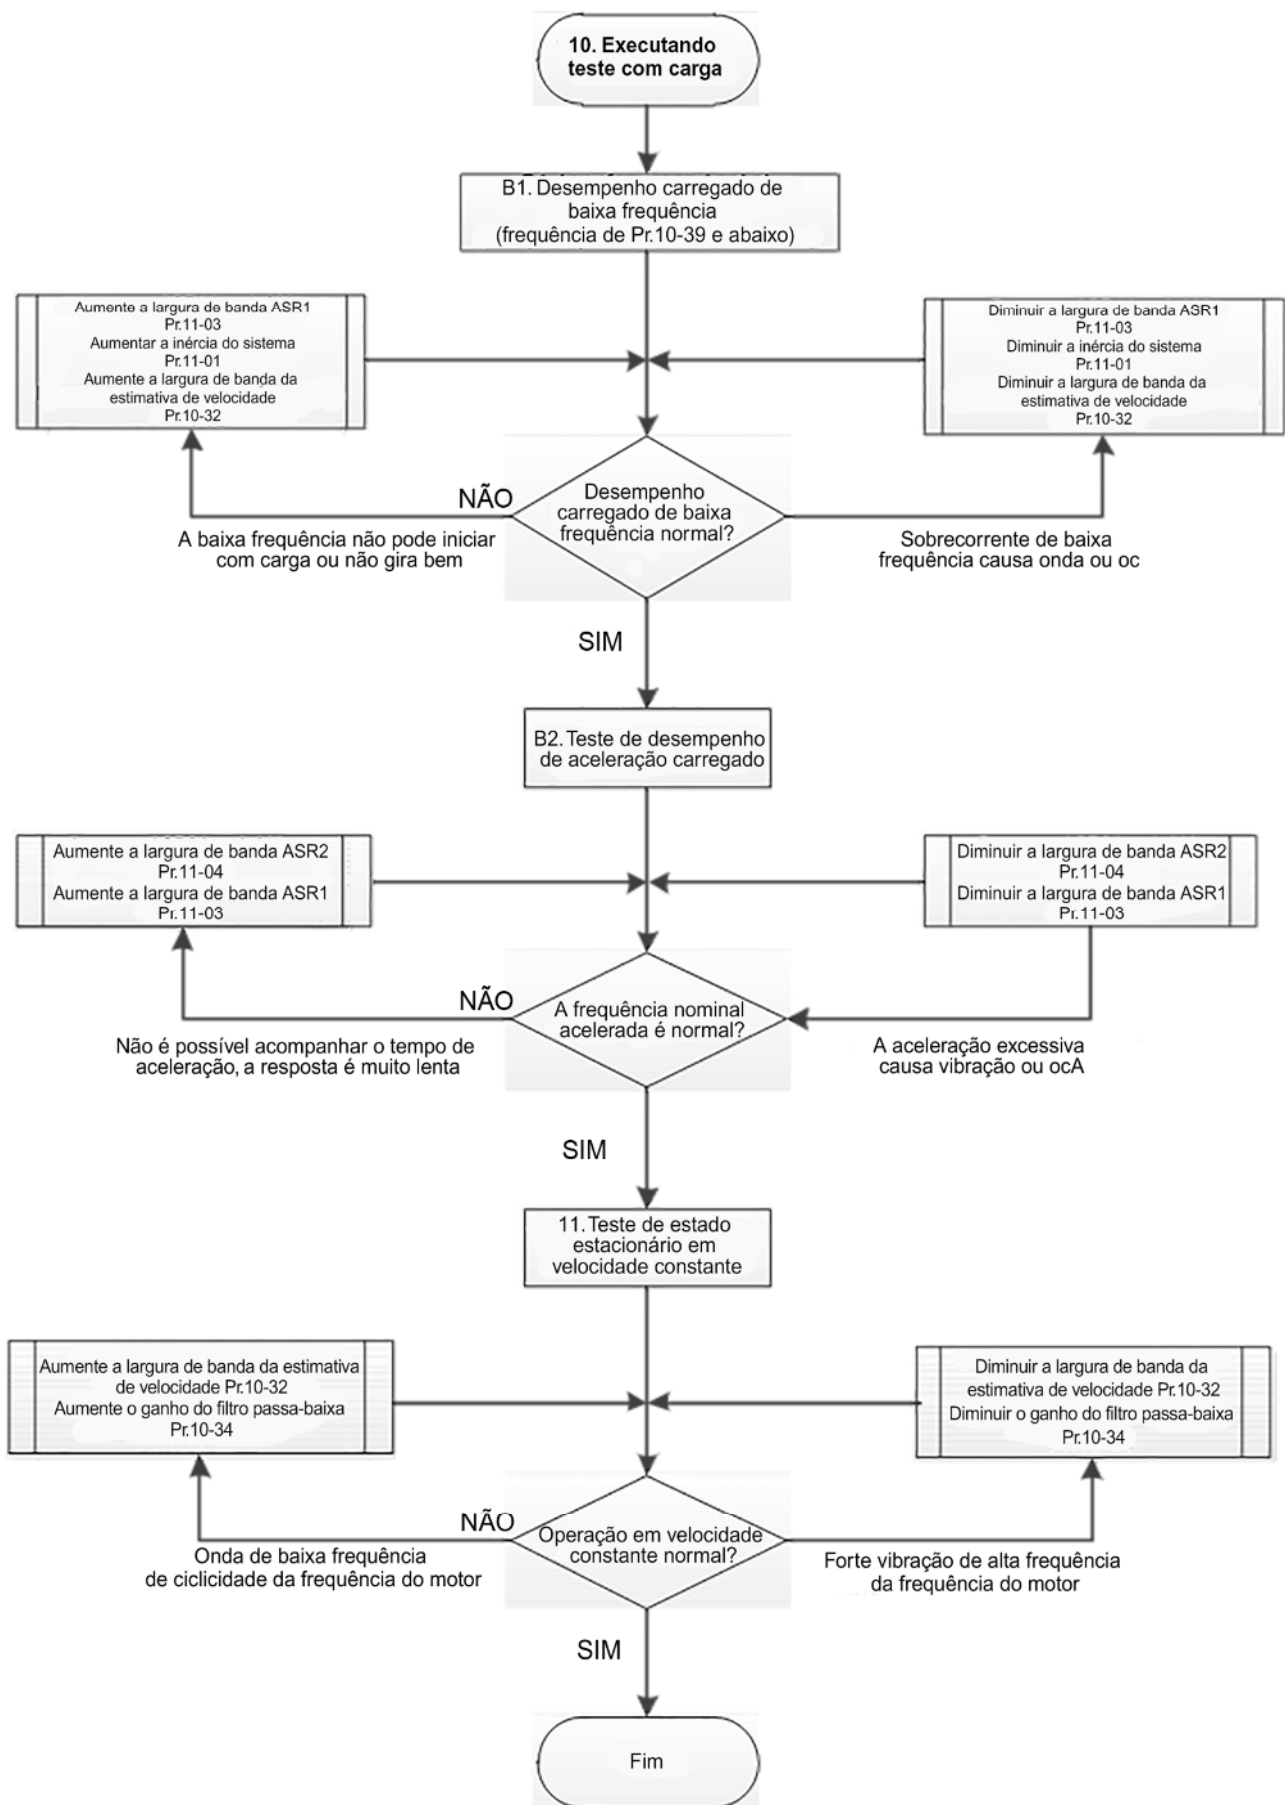 10. Executando
teste com carga
B1. Desempenho carregado de
baixa frequência
(frequência de Pr.10-39 e abaixo)
Aumente a largura de banda ASR1
Pr.11-03
Aumentar a inércia do sistema
Pr.11-01
Aumente a largura de banda da
estimativa de velocidade
Pr.10-32
Diminuir a largura de banda ASR1
Pr.11-03
Diminuir a inércia do sistema
Pr.11-01
Diminuir a largura de banda da
estimativa de velocidade
Pr.10-32
NÃO
Desempenho
carregado de baixa
frequência normal?
A baixa frequência não pode iniciar
com carga ou não gira bem
Sobrecorrente de baixa
frequência causa onda ou oc
SIM
B2. Teste de desempenho
de aceleração carregado
Aumente a largura de banda ASR2
Pr.11-04
Aumente a largura de banda ASR1
Pr.11-03
Diminuir a largura de banda ASR2
Pr.11-04
Diminuir a largura de banda ASR1
Pr.11-03
NÃO
A frequência nominal
acelerada é normal?
Não é possível acompanhar o tempo de
aceleração, a resposta é muito lenta
A aceleração excessiva
causa vibração ou ocA
SIM
11. Teste de estado
estacionário em
velocidade constante
Aumente a largura de banda da estimativa
de velocidade Pr.10-32
Aumente o ganho do filtro passa-baixa
Pr.10-34
Diminuir a largura de banda da
estimativa de velocidade Pr.10-32
Diminuir o ganho do filtro passa-baixa
Pr.10-34
NÃO
Operação em velocidade
constante normal?
Onda de baixa frequência
de ciclicidade da frequência do motor
Forte vibração de alta frequência
da frequência do motor
SIM
Fim